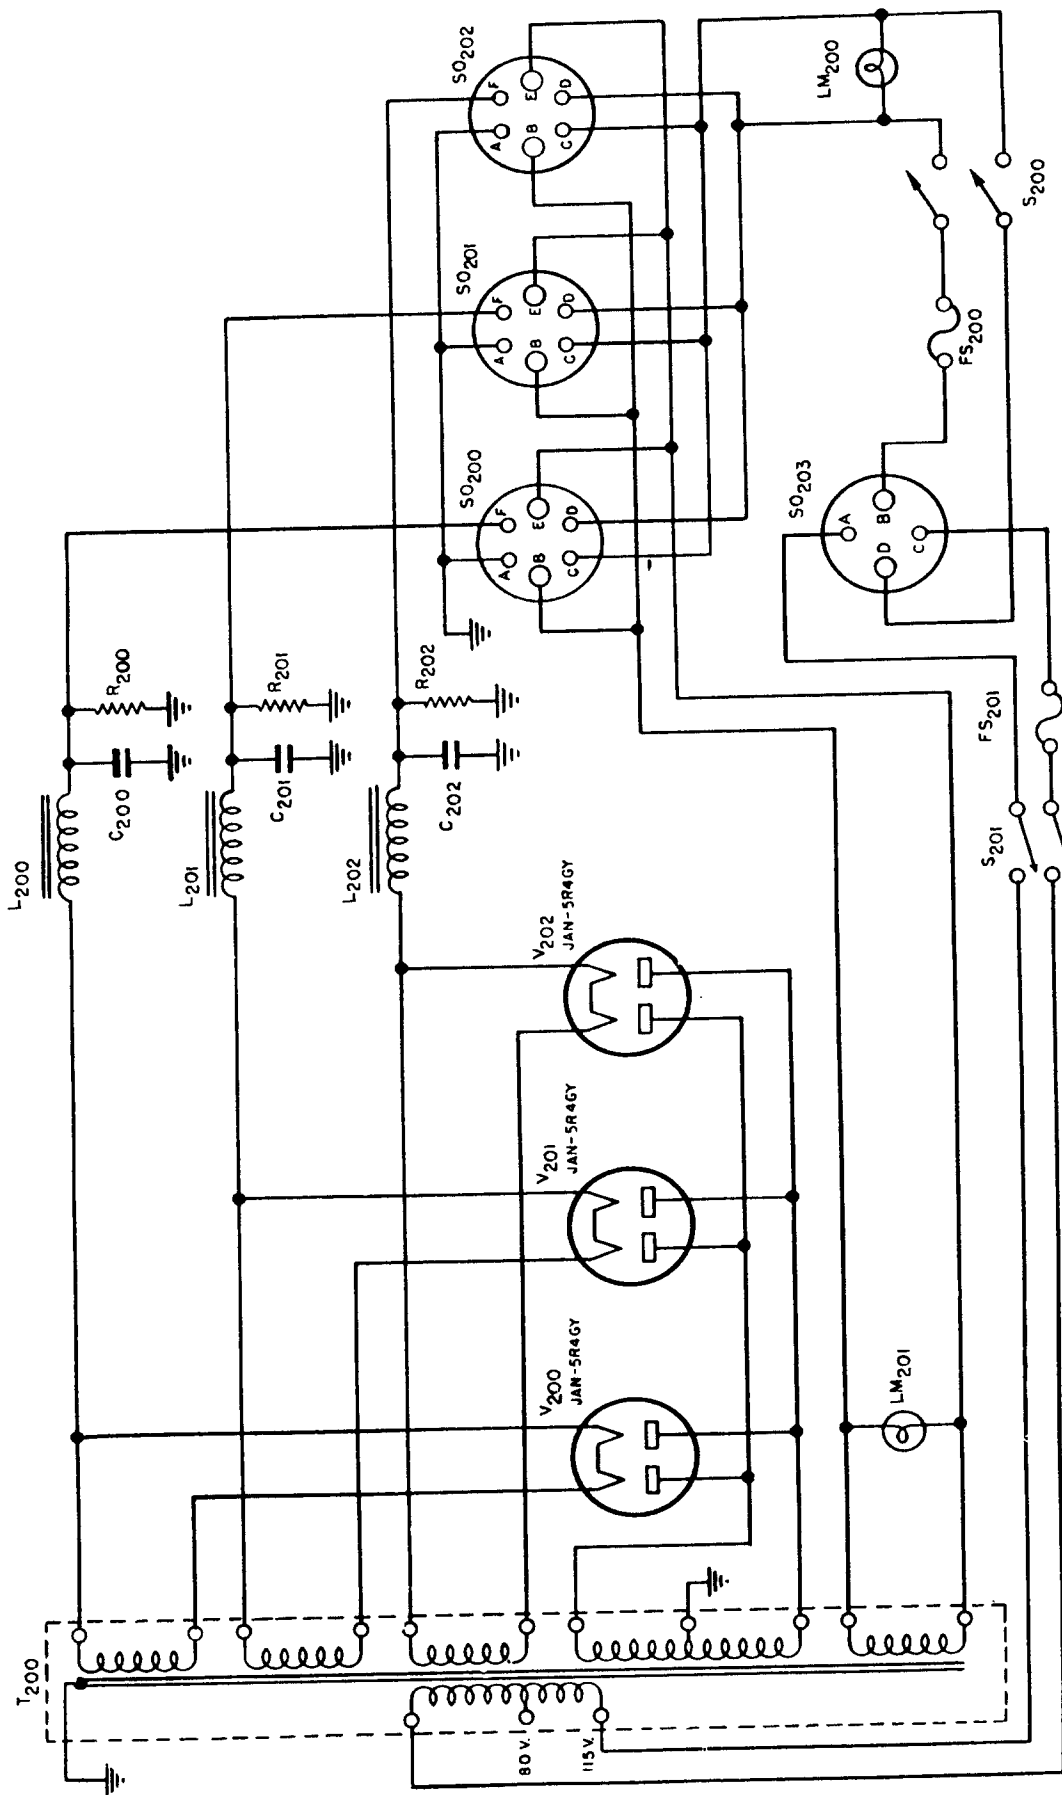 T200
80 V.
115 V.
L200
L201
L202
C200
R200
C201
R201
C202
R202
V200
JAN-5R4GY
V201
JAN-5R4GY
V202
JAN-5R4GY
LM201
SO200
A
F
B
E
C
D
SO201
A
F
B
E
C
D
SO202
A
F
B
E
C
D
SO203
A
D
B
C
S201
FS201
FS200
S200
LM200